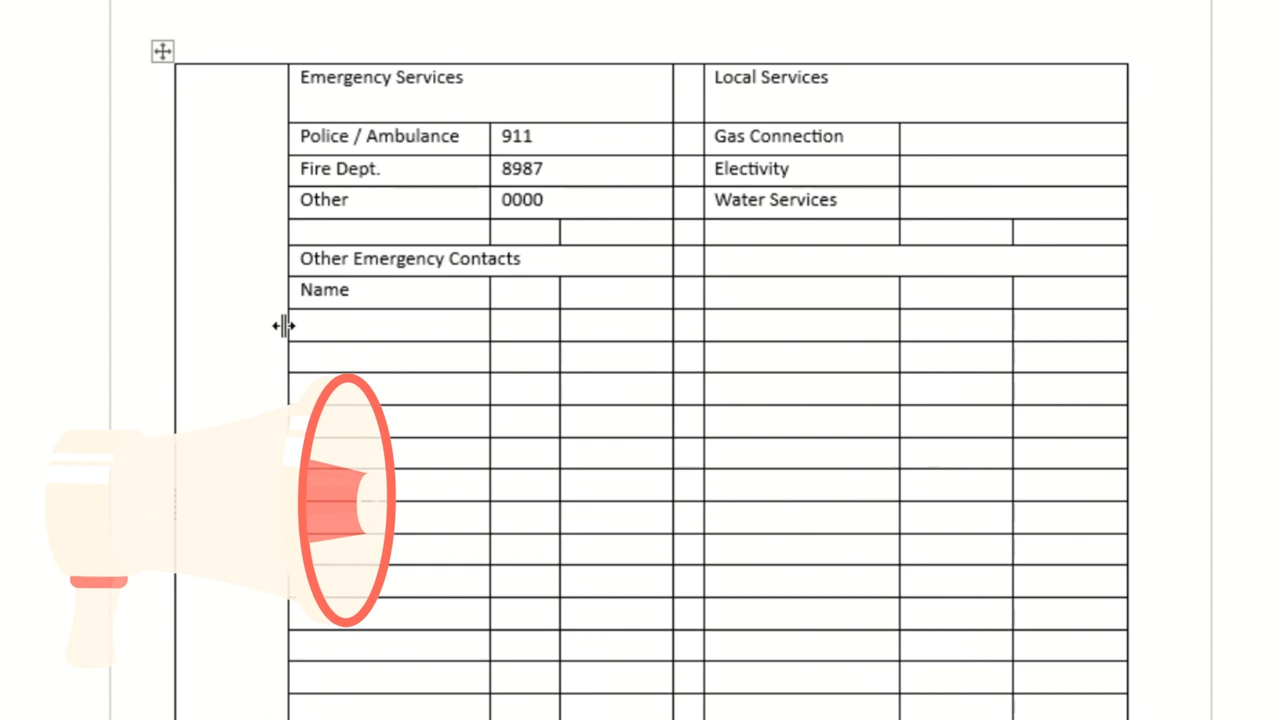 Emergency Services
Local Services
Police / Ambulance 911 Gas Connection
Fire Dept. 8987 Electivity
Other 0000 Water Services
Other Emergency Contacts
Name